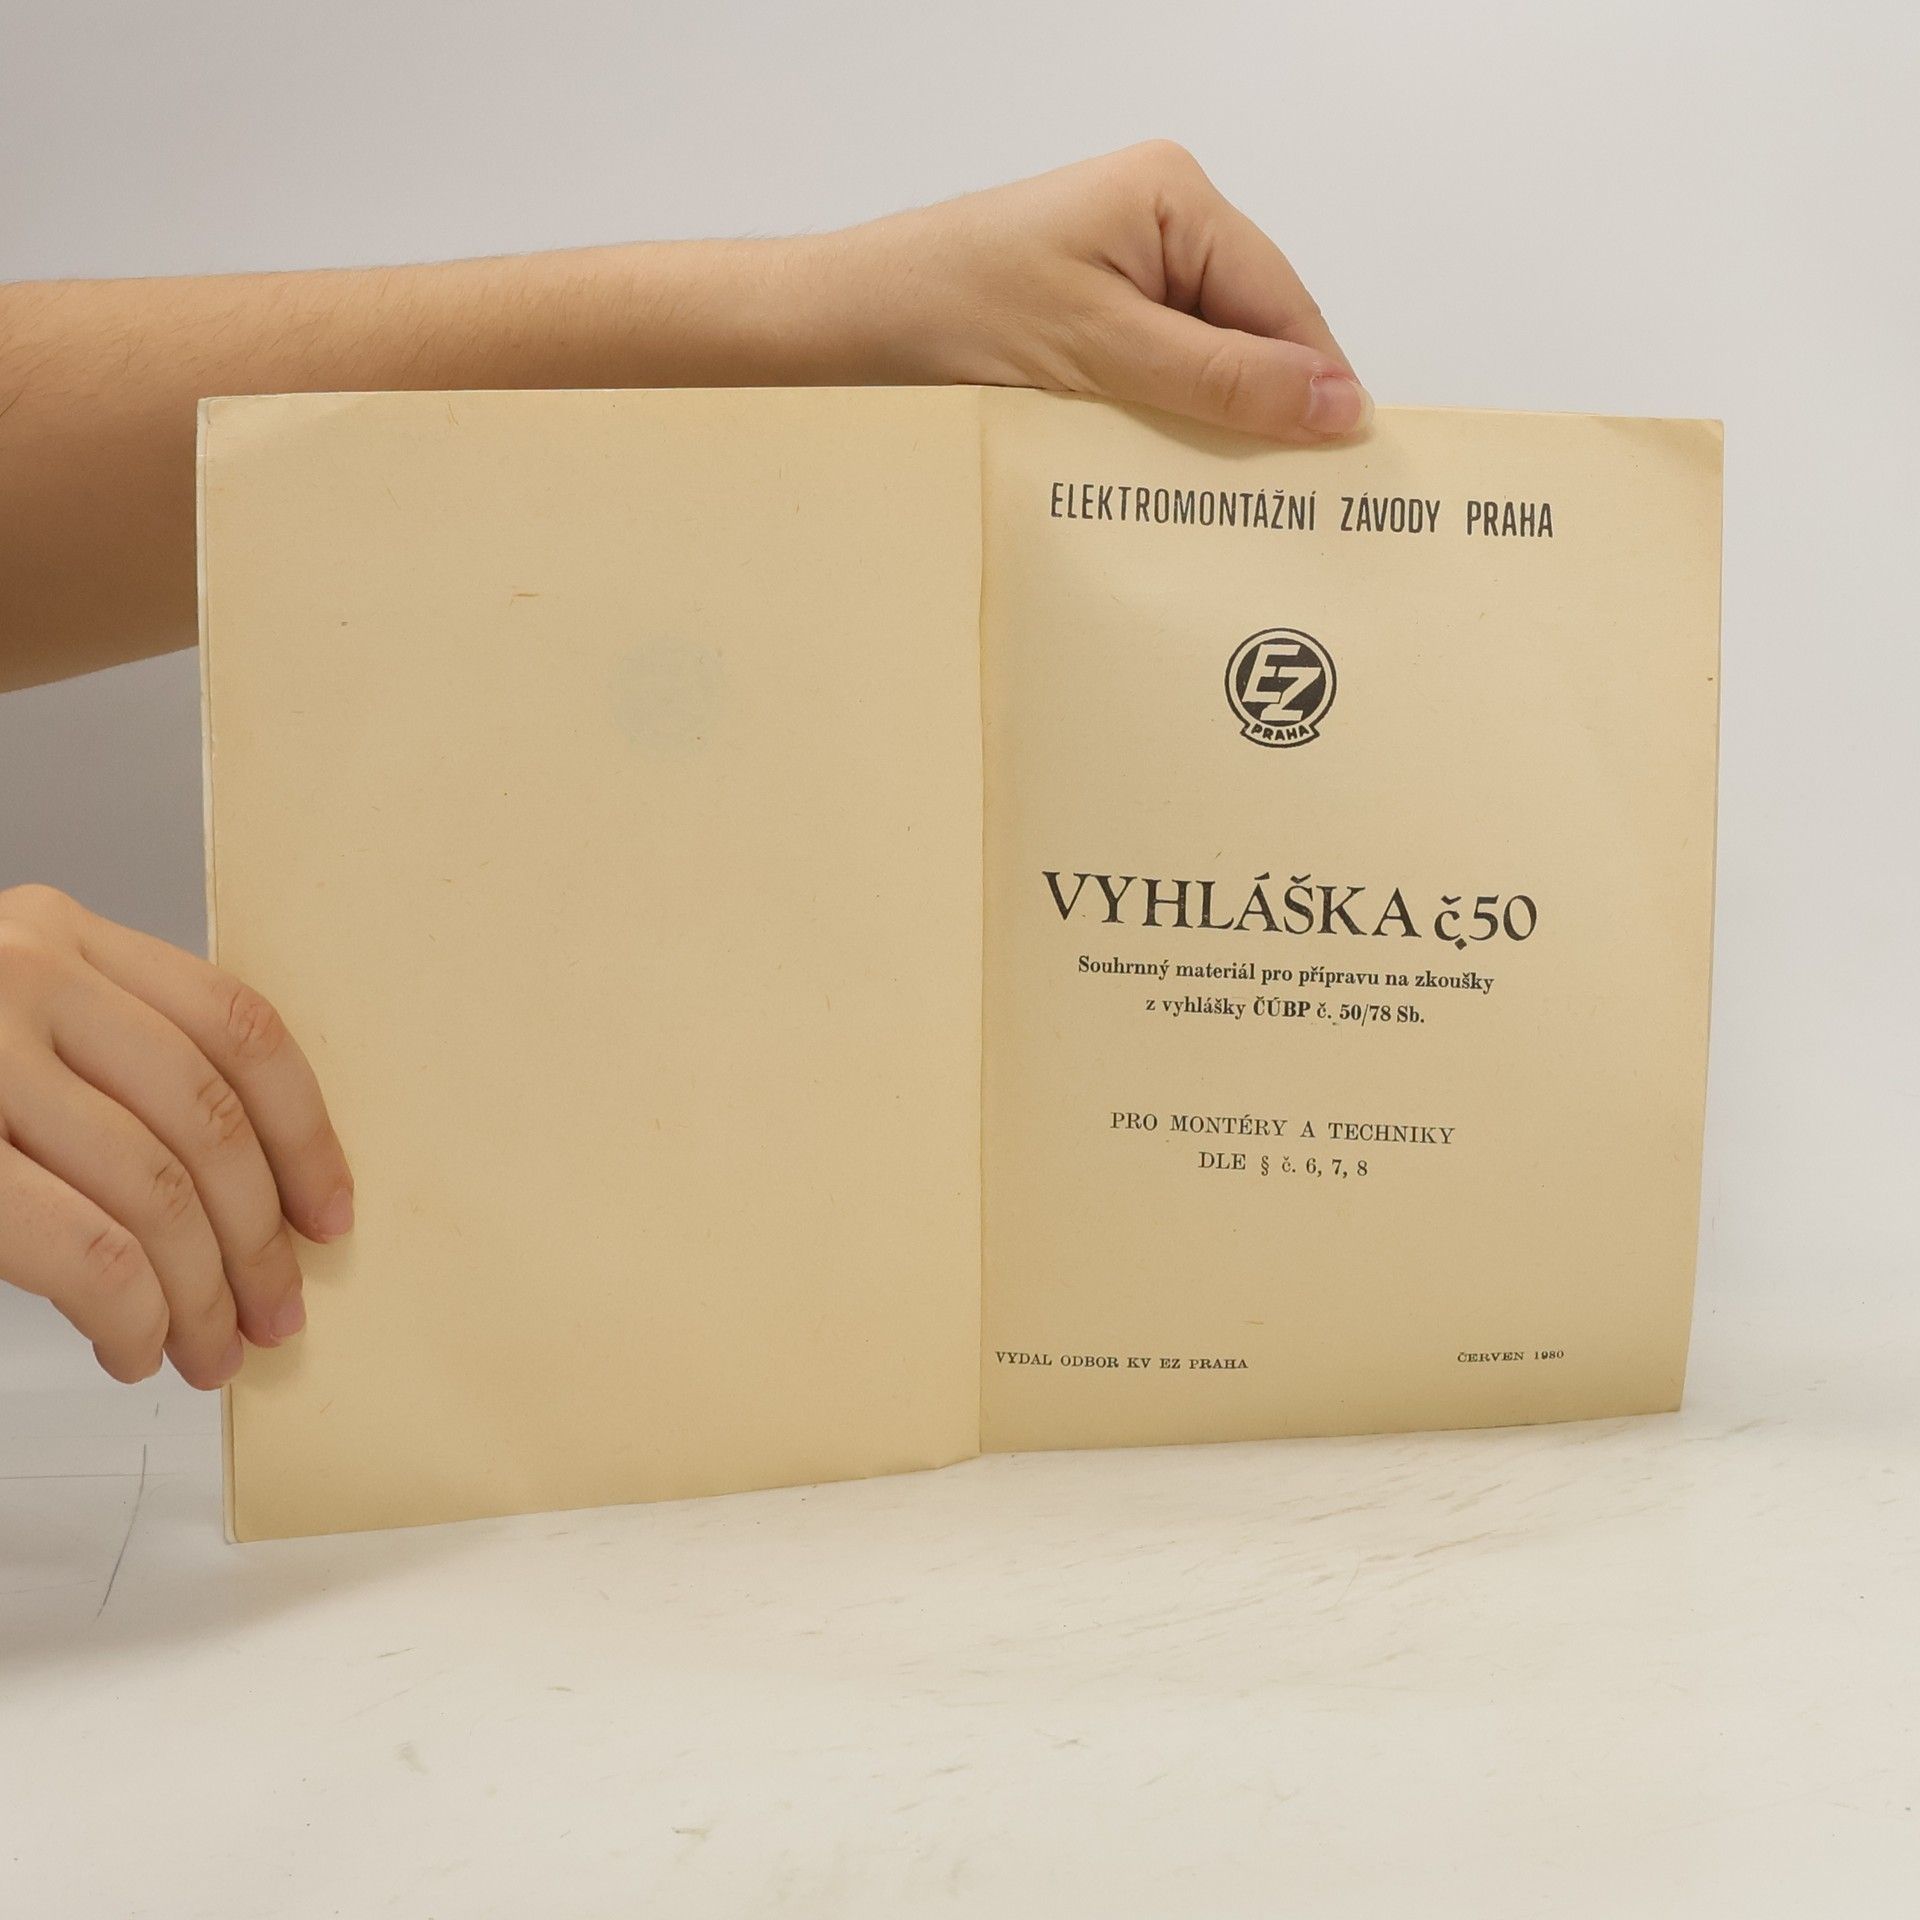 ELEKTROMONTÁŽNÍ ZÁVODY PRAHA
EZ
PRAHA
VYHLÁŠKA č.50
Souhrnný materiál pro přípravu na zkoušky
z vyhlášky ČÚBP č. 50/78 Sb.
PRO MONTÉRY A TECHNIKY
DLE § č. 6, 7, 8
VYDAL ODBOR KV EZ PRAHA
ČERVEN 1980